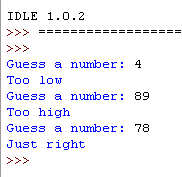 IDLE 1.0.2
>>> ==================
>>>
Guess a number: 4
Too low
Guess a number: 89
Too high
Guess a number: 78
Just right
>>>